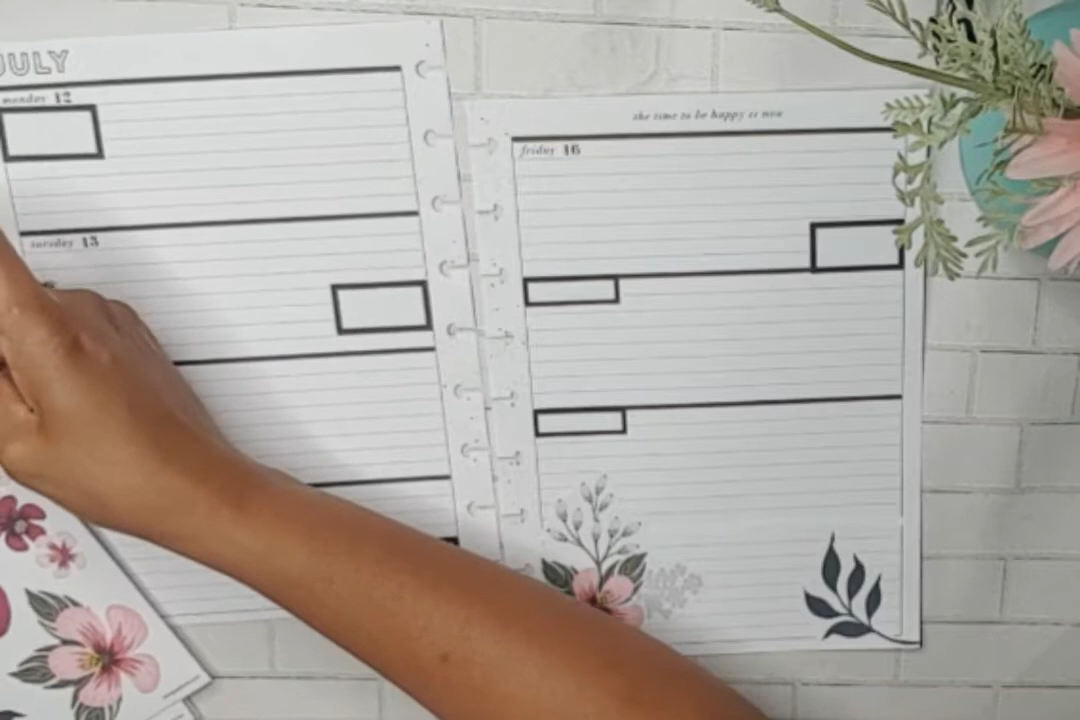 JULY
monday 12
tuesday 13
the time to be happy is now
friday 16